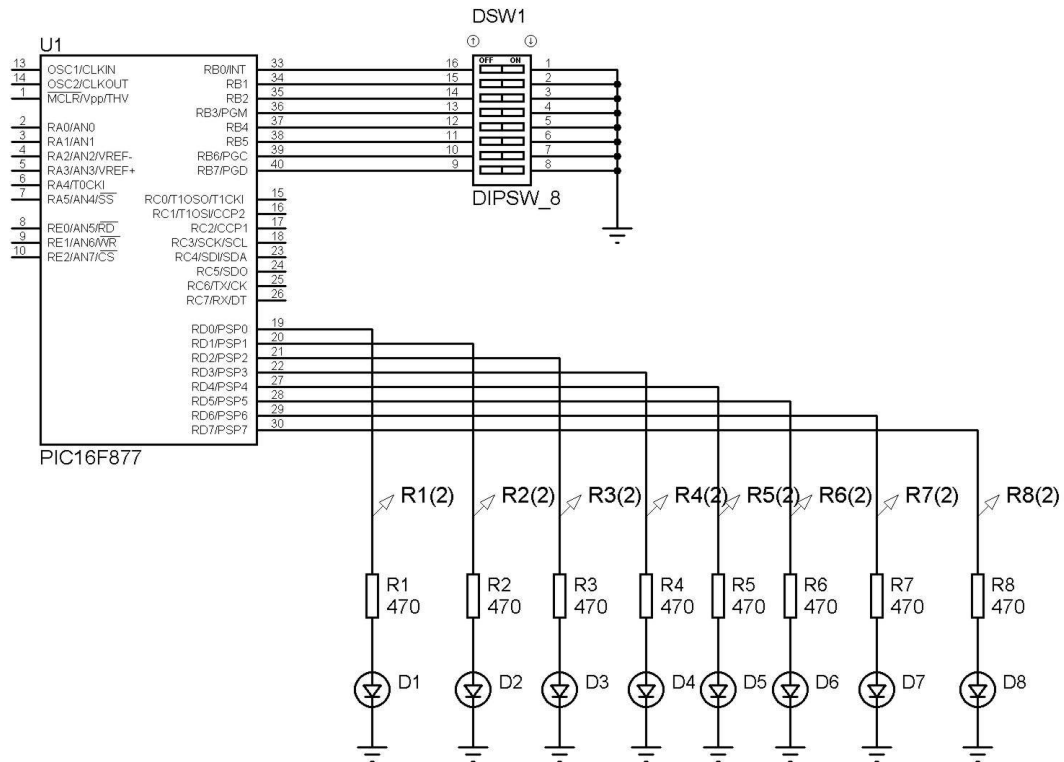 DSW1
U1
OFF ON
13 OSC1/CLKIN
14 OSC2/CLKOUT
1 MCLR/Vpp/THV
2 RA0/AN0
3 RA1/AN1
4 RA2/AN2/VREF-
5 RA3/AN3/VREF+
6 RA4/T0CKI
7 RA5/AN4/SS
8 RE0/AN5/RD
9 RE1/AN6/WR
10 RE2/AN7/CS
RB0/INT 33 16 1
RB1 34 15 2
RB2 35 14 3
RB3/PGM 36 13 4
RB4 37 12 5
RB5 38 11 6
RB6/PGC 39 10 7
RB7/PGD 40 9 8
DIPSW_8
RC0/T1OSO/T1CKI 15
RC1/T1OSI/CCP2 16
RC2/CCP1 17
RC3/SCK/SCL 18
RC4/SDI/SDA 23
RC5/SDO 24
RC6/TX/CK 25
RC7/RX/DT 26
RD0/PSP0 19
RD1/PSP1 20
RD2/PSP2 21
RD3/PSP3 22
RD4/PSP4 27
RD5/PSP5 28
RD6/PSP6 29
RD7/PSP7 30
PIC16F877
R1(2) R2(2) R3(2) R4(2) R5(2) R6(2) R7(2) R8(2)
R1 R2 R3 R4 R5 R6 R7 R8
470 470 470 470 470 470 470 470
D1 D2 D3 D4 D5 D6 D7 D8